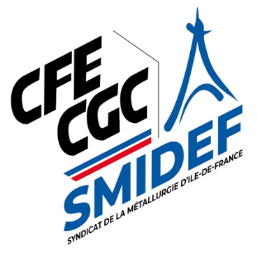 CFE
CGC
SMIDEF
SYNDICAT DE LA MÉTALLURGIE D'ILE-DE-FRANCE